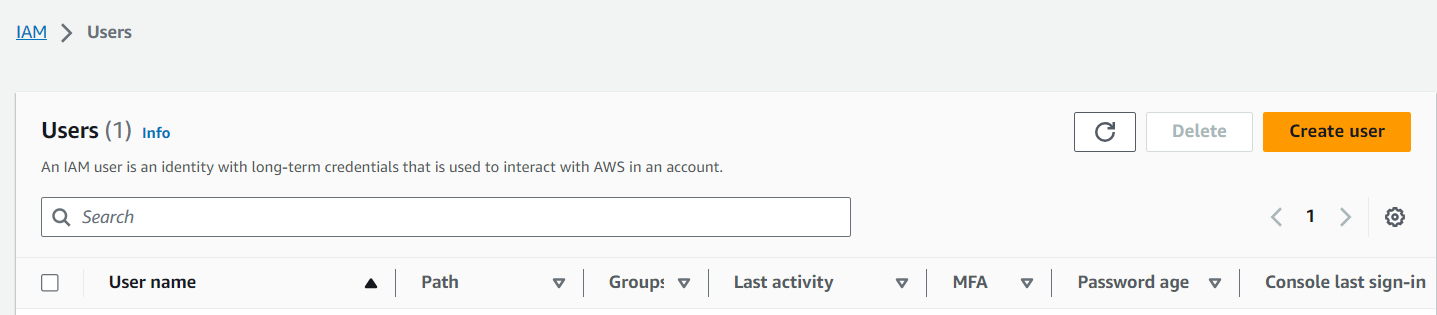 IAM > Users
Users (1) Info
Delete
Create user
An IAM user is an identity with long-term credentials that is used to interact with AWS in an account.
Search
1
User name Path Groups Last activity MFA Password age Console last sign-in